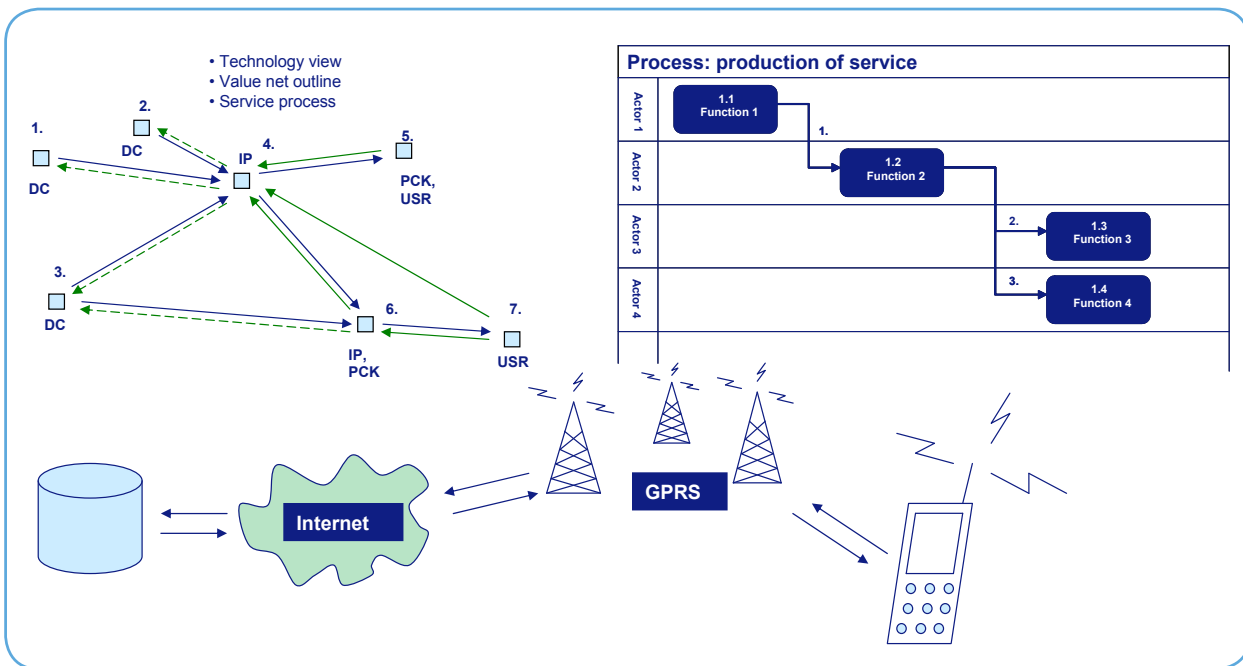 • Technology view
• Value net outline
• Service process
1.
DC
2.
DC
IP
4.
5.
PCK,
USR
3.
DC
6.
IP,
PCK
7.
USR
Process: production of service
Actor 1
1.1
Function 1
1.
Actor 2
1.2
Function 2
Actor 3
2.
1.3
Function 3
Actor 4
3.
1.4
Function 4
Internet
GPRS